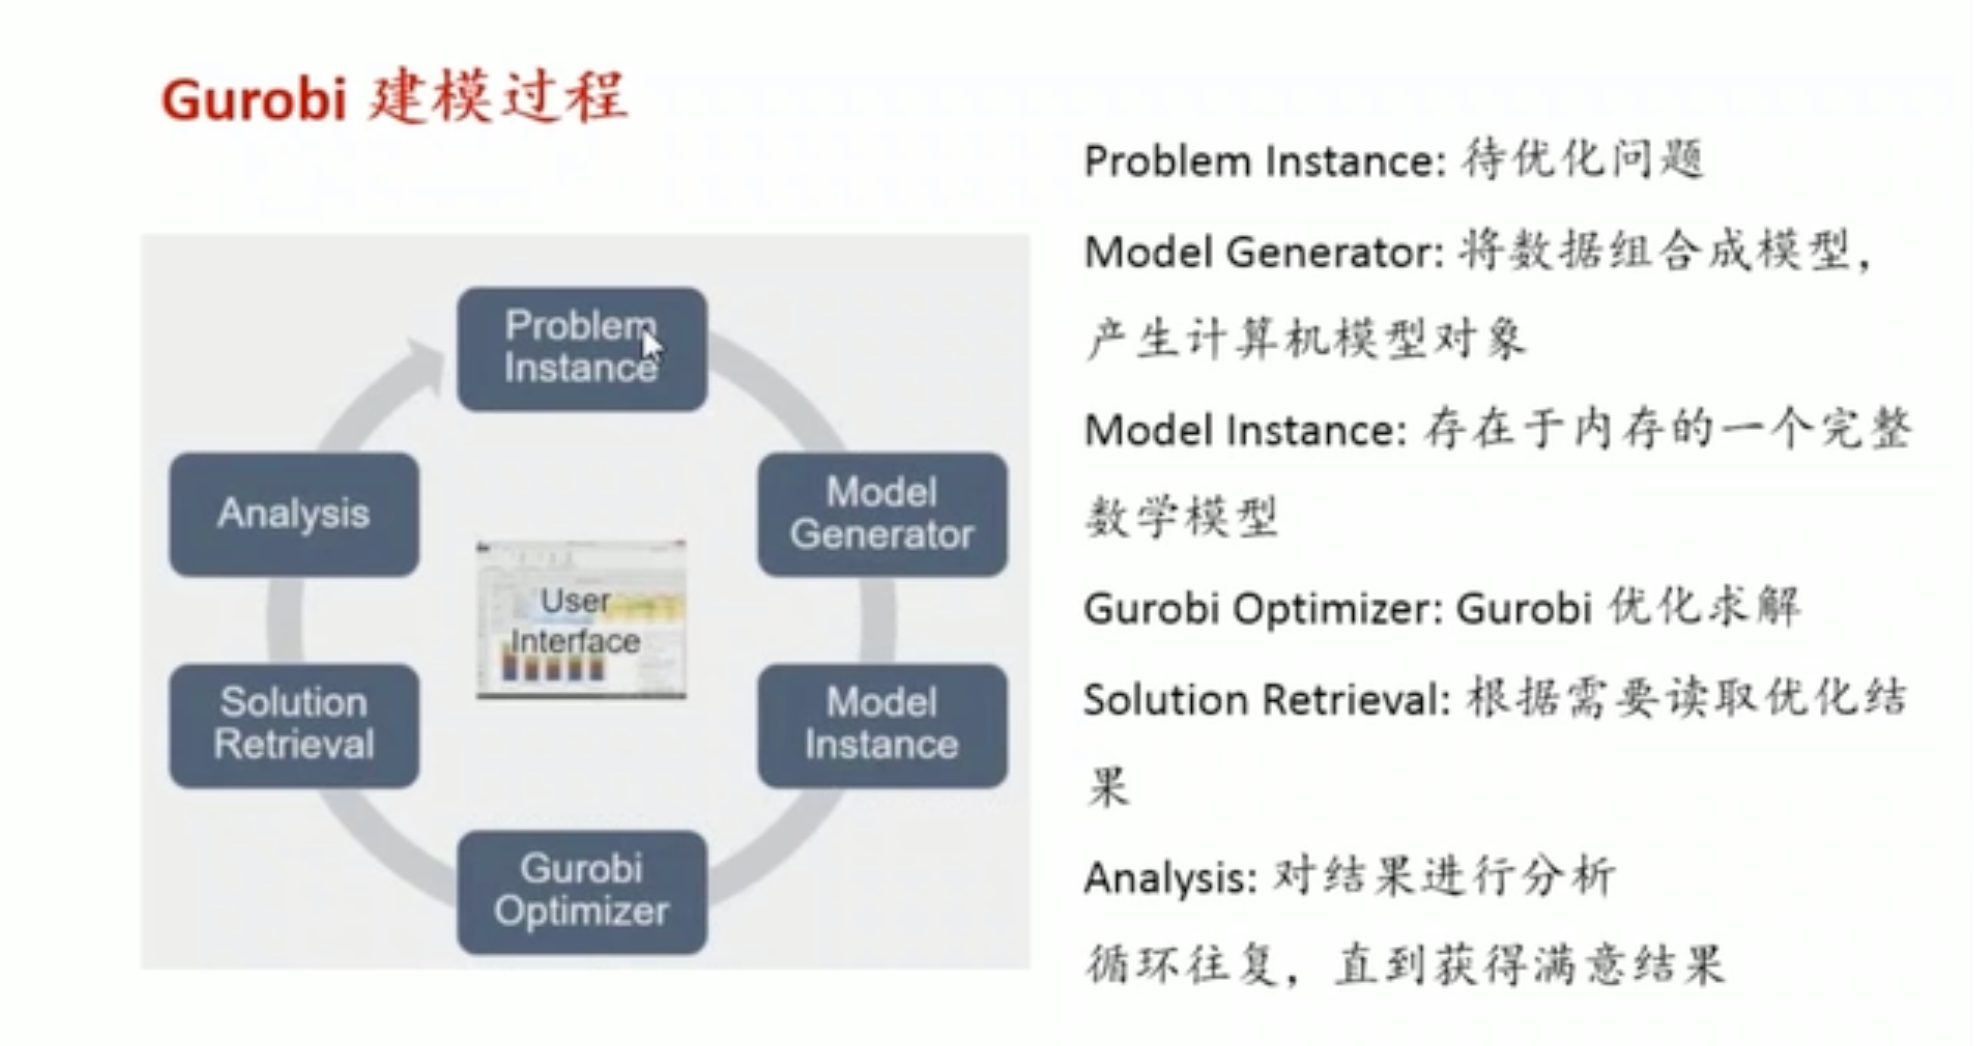 Gurobi 建模过程
Problem
Instance
Model
Generator
Model
Instance
Gurobi
Optimizer
Solution
Retrieval
Analysis
User
Interface
Problem Instance: 待优化问题
Model Generator: 将数据组合成模型，
产生计算机模型对象
Model Instance: 存在于内存的一个完整
数学模型
Gurobi Optimizer: Gurobi 优化求解
Solution Retrieval: 根据需要读取优化结
果
Analysis: 对结果进行分析
循环往复，直到获得满意结果